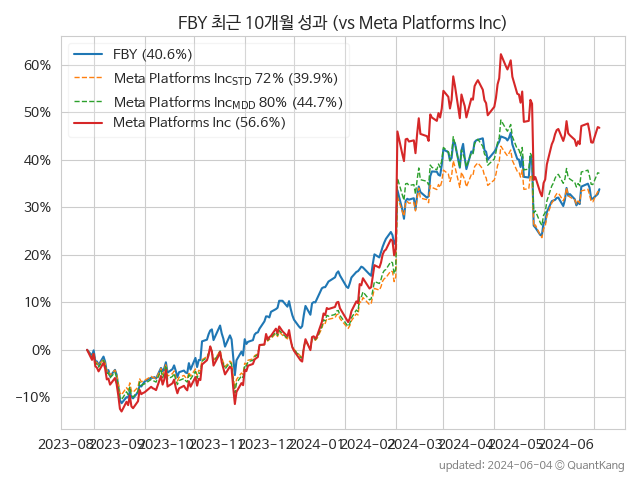 FBY 최근 10개월 성과 (vs Meta Platforms Inc)
FBY (40.6%)
Meta Platforms IncSTD 72% (39.9%)
Meta Platforms IncMDD 80% (44.7%)
Meta Platforms Inc (56.6%)
60%
50%
40%
30%
20%
10%
0%
−10%
2023-08 2023-09 2023-10 2023-11 2023-12 2024-01 2024-02 2024-03 2024-04 2024-05 2024-06
updated: 2024-06-04 © QuantKang